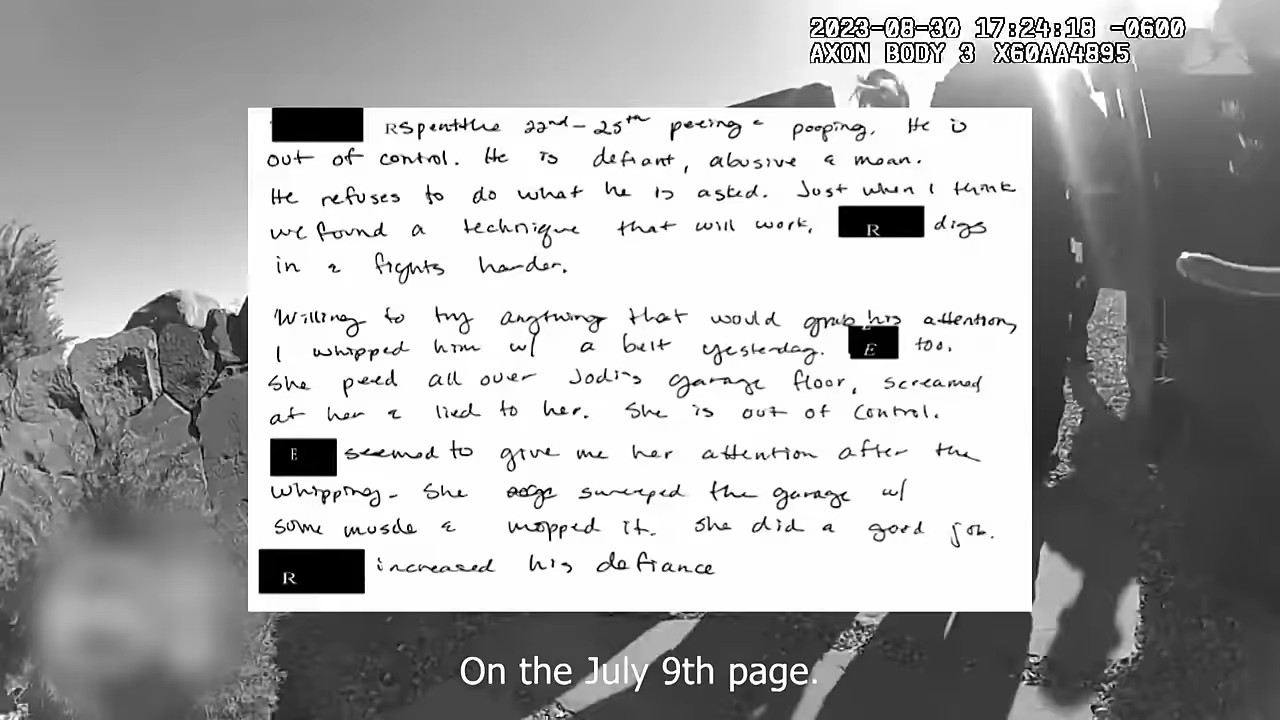 2023-08-30 17:24:18 -0600
AXON BODY 3 X60AA4895
R spent the 22nd - 25th peeing & pooping. He is
out of control. He is defiant, abusive & mean.
He refuses to do what he is asked. Just when I think
we found a technique that will work, R digs
in & fights harder.
Willing to try anything that would grab his attention,
I whipped him w/ a belt yesterday. E too.
She peed all over Jodi's garage floor, screamed
at her & lied to her. She is out of control.
E seemed to give me her attention after the
whipping - She sweeped the garage w/
some muscle & mopped it. She did a good job.
R increased his defiance
On the July 9th page.